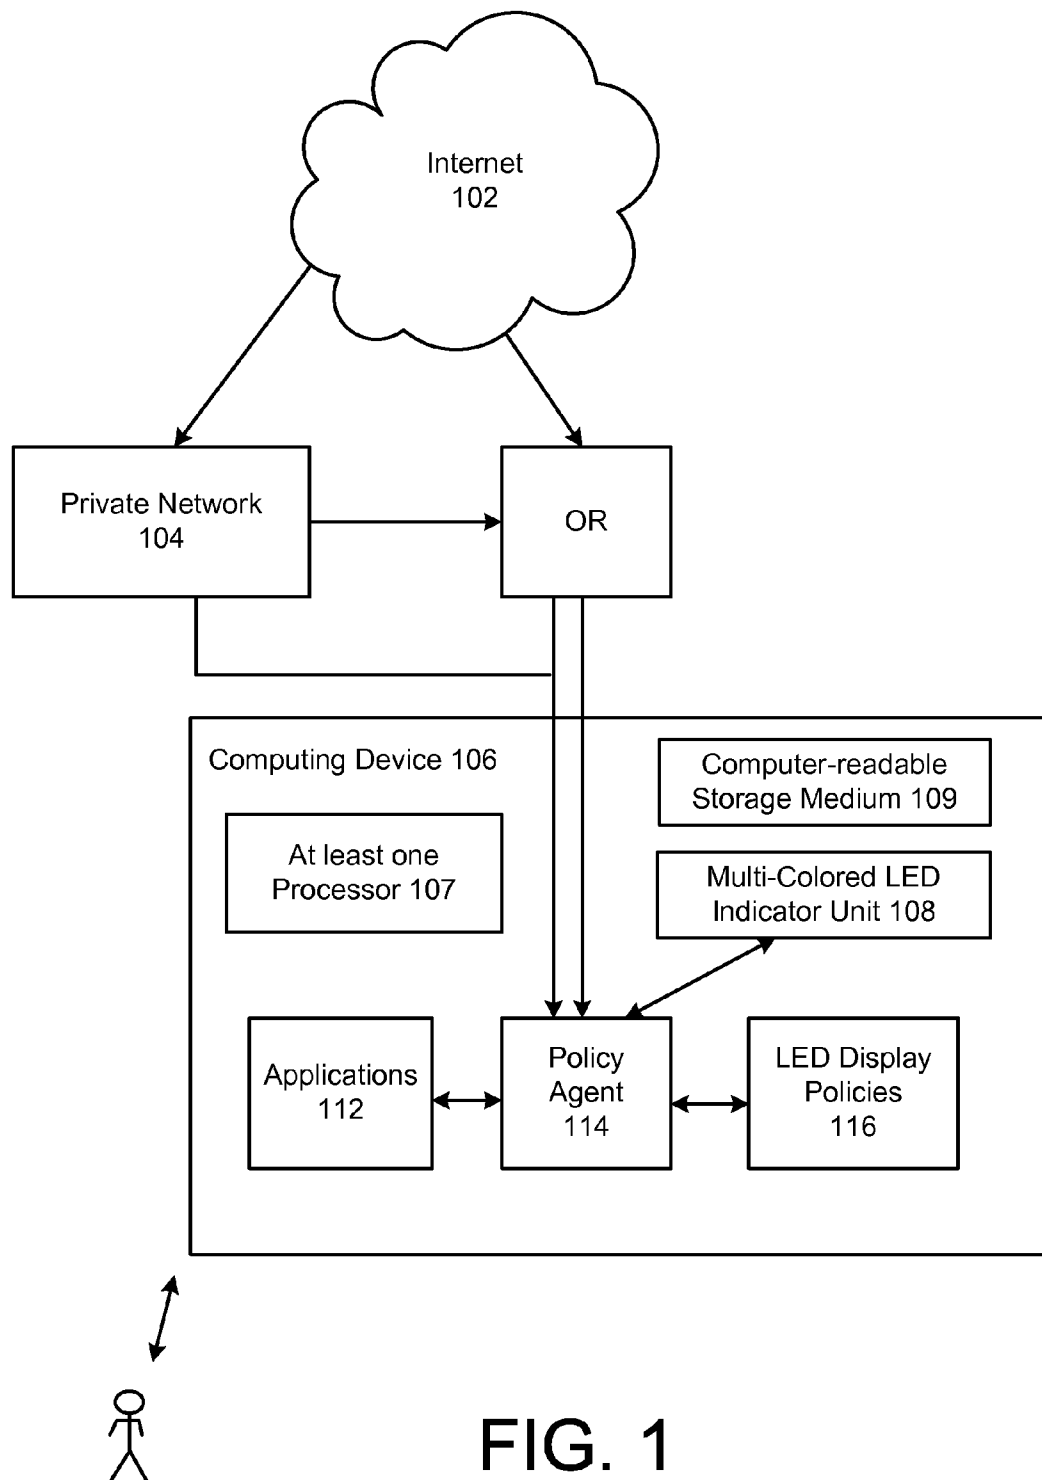 Internet
102
Private Network
104
OR
Computing Device 106
Computer-readable
Storage Medium 109
At least one
Processor 107
Multi-Colored LED
Indicator Unit 108
Applications
112
Policy
Agent
114
LED Display
Policies
116
FIG. 1